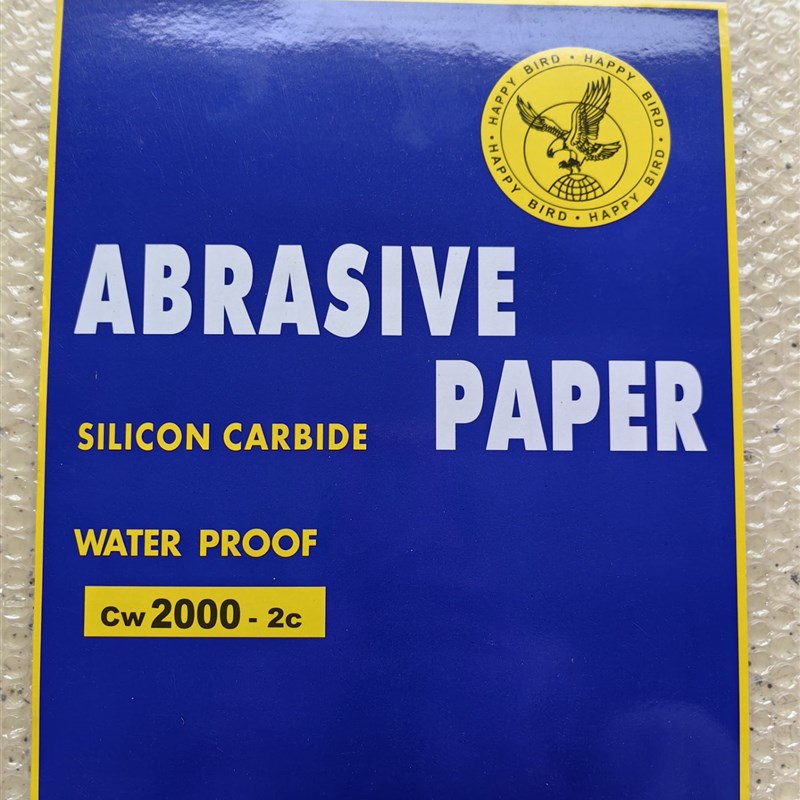 HAPPY BIRD • HAPPY BIRD • HAPPY BIRD • HAPPY BIRD •
ABRASIVE
PAPER
SILICON CARBIDE
WATER PROOF
Cw 2000 - 2c